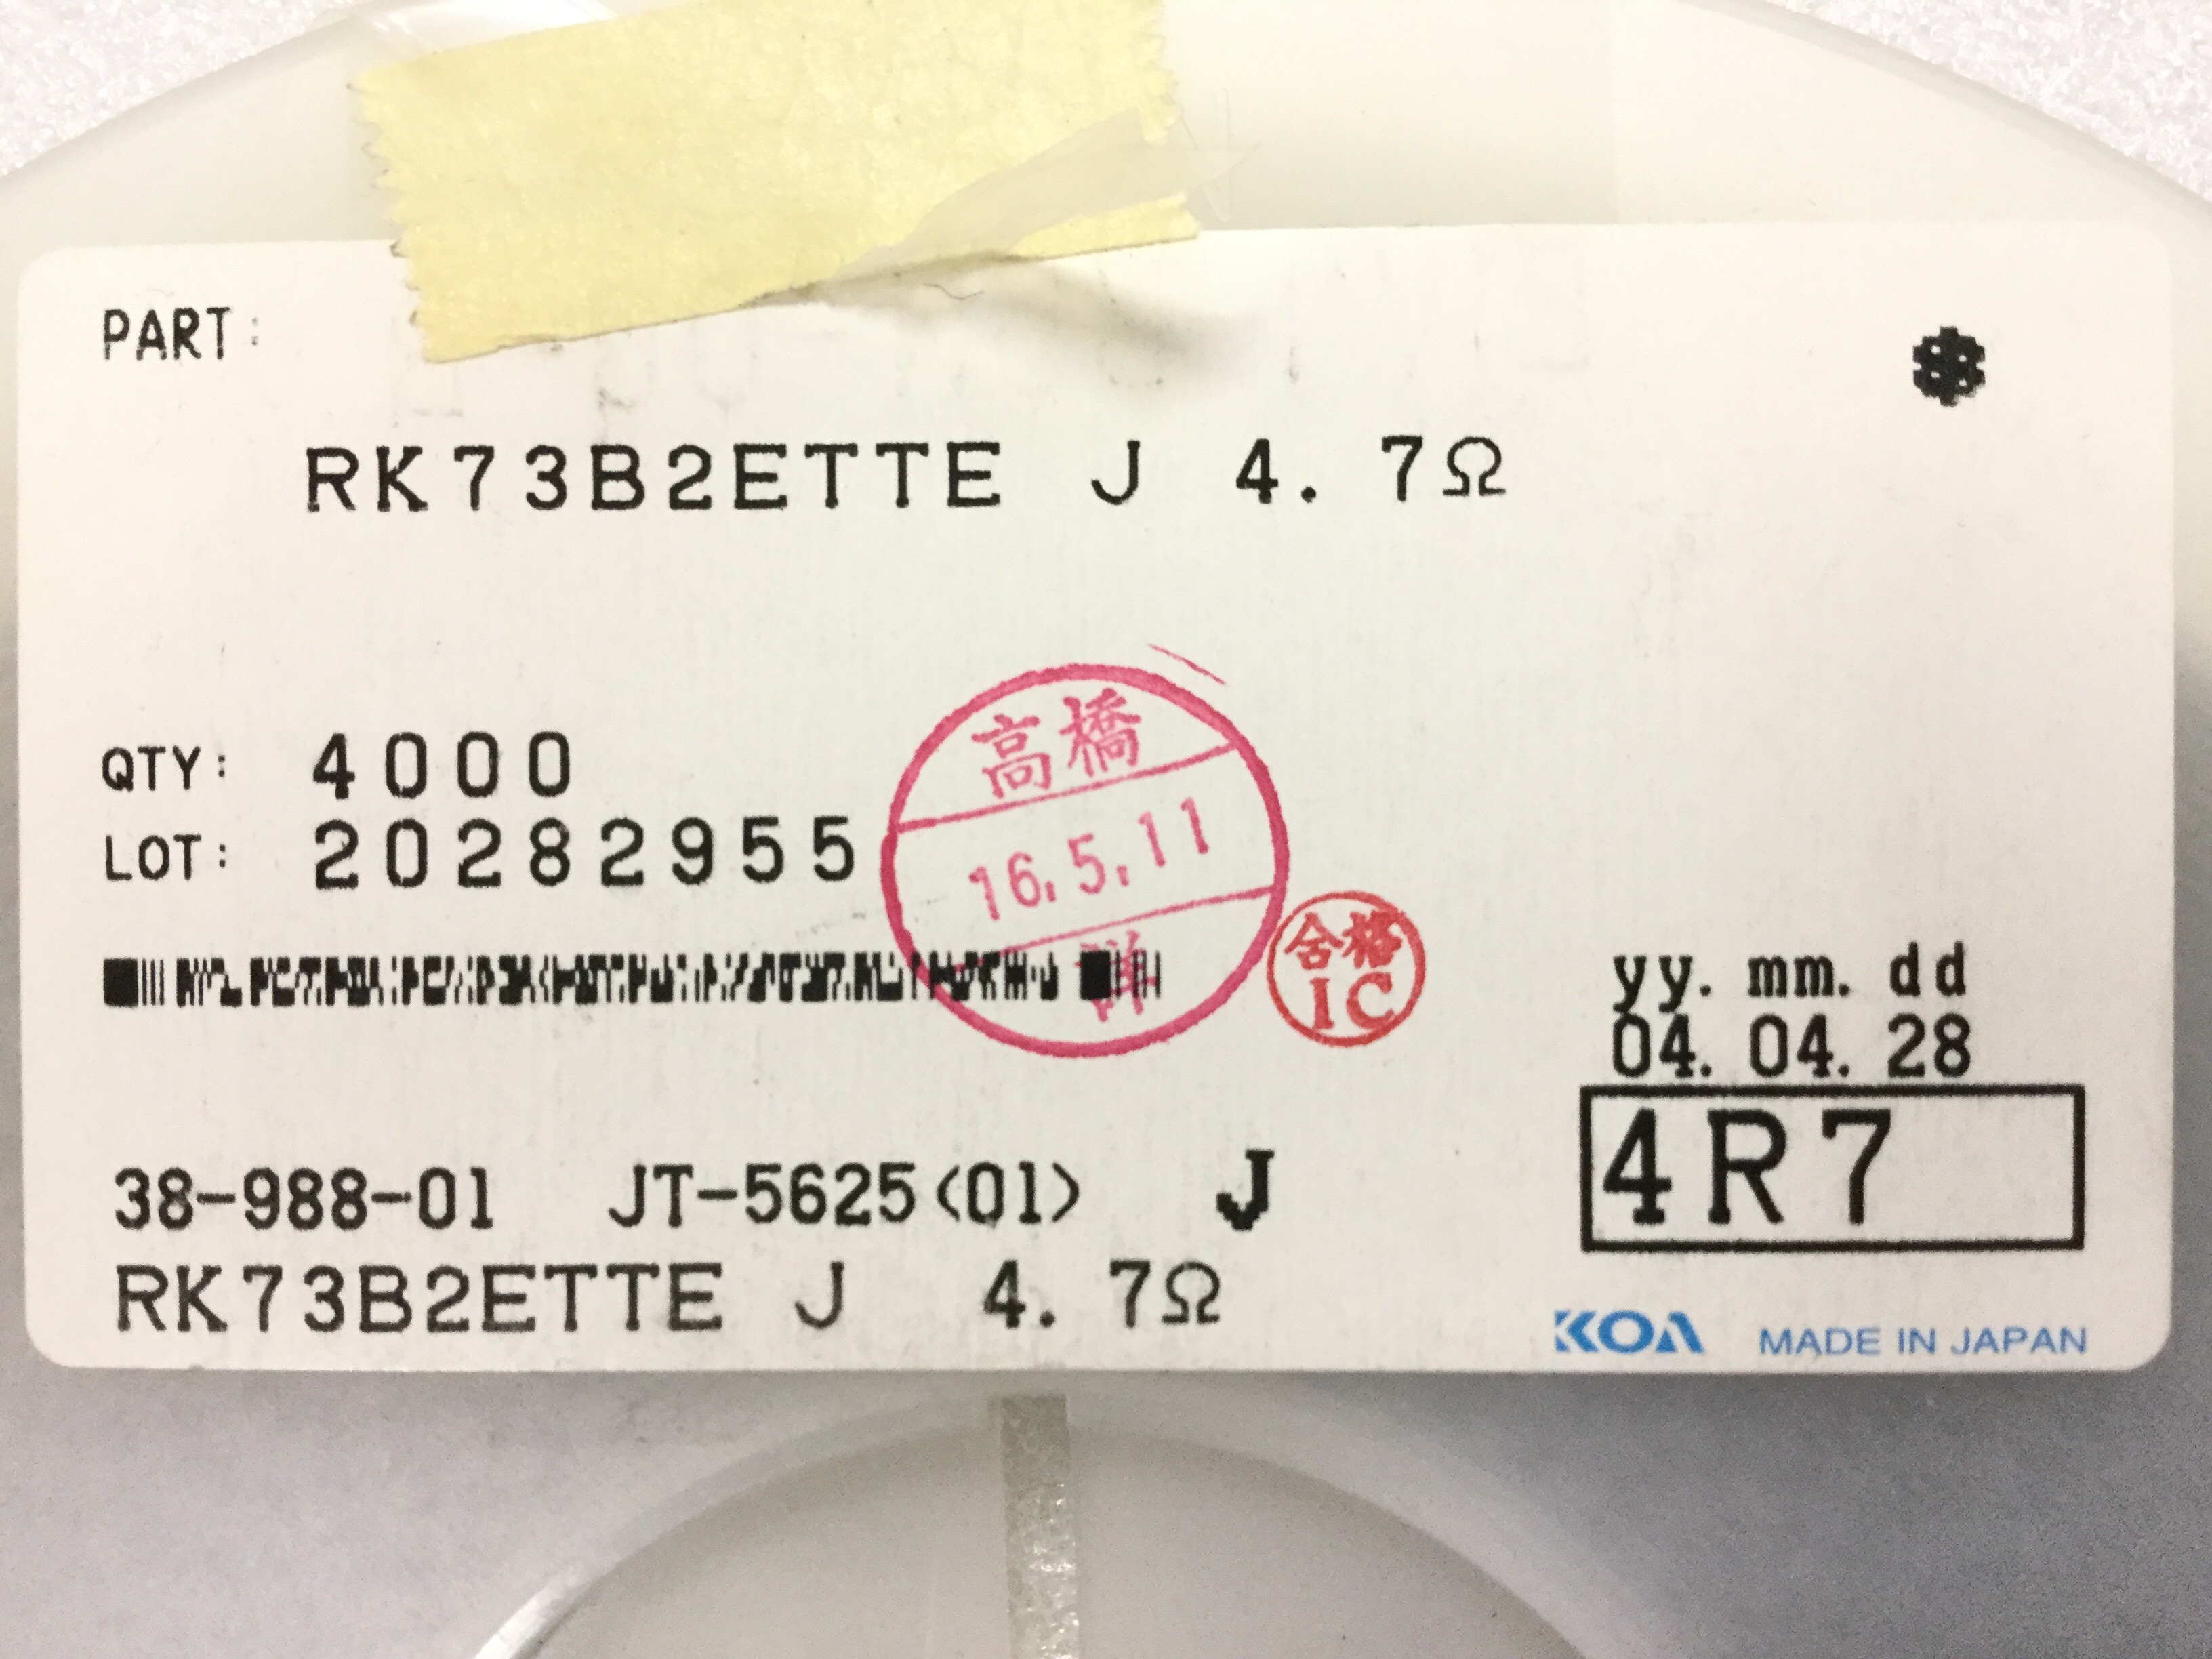 PART:
RK73B2ETTE J 4.7Ω
QTY: 4000
LOT: 20282955
高橋
16.5.11
合格
IC
yy.mm.dd
04.04.28
4R7
38-988-01 JT-5625<01> J
RK73B2ETTE J 4.7Ω
KOA MADE IN JAPAN